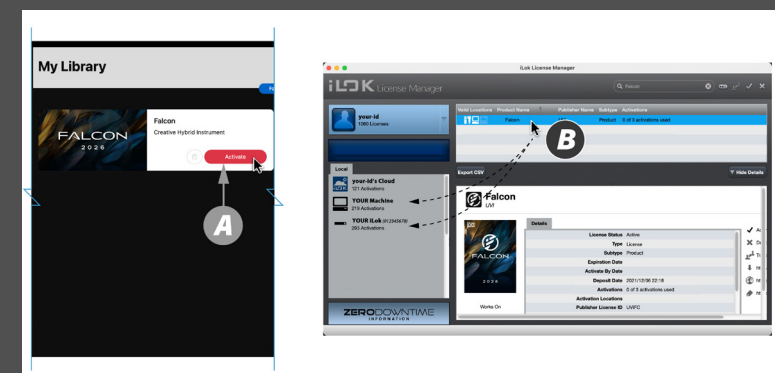 My Library
FALCON
2026
Falcon
Creative Hybrid Instrument
Activate
A
iLok License Manager
iLOK License Manager
Falcon
your-id
1060 Licenses
Valid Locations Product Name Publisher Name Subtype Activations
Falcon Product 0 of 3 activations used
B
Local
your-id's Cloud
121 Activations
YOUR Machine
219 Activations
YOUR iLok (ID 12345678)
283 Activations
Export CSV
Hide Details
Falcon
UVI
FALCON
2026
Works On
Details
License Status Active
Type License
Subtype Product
Expiration Date
Activate By Date
Deposit Date 2021/12/06 22:18
Activations 0 of 3 activations used
Activation Locations
Publisher License ID UVIFC
ZERODOWNTIME
INFORMATION